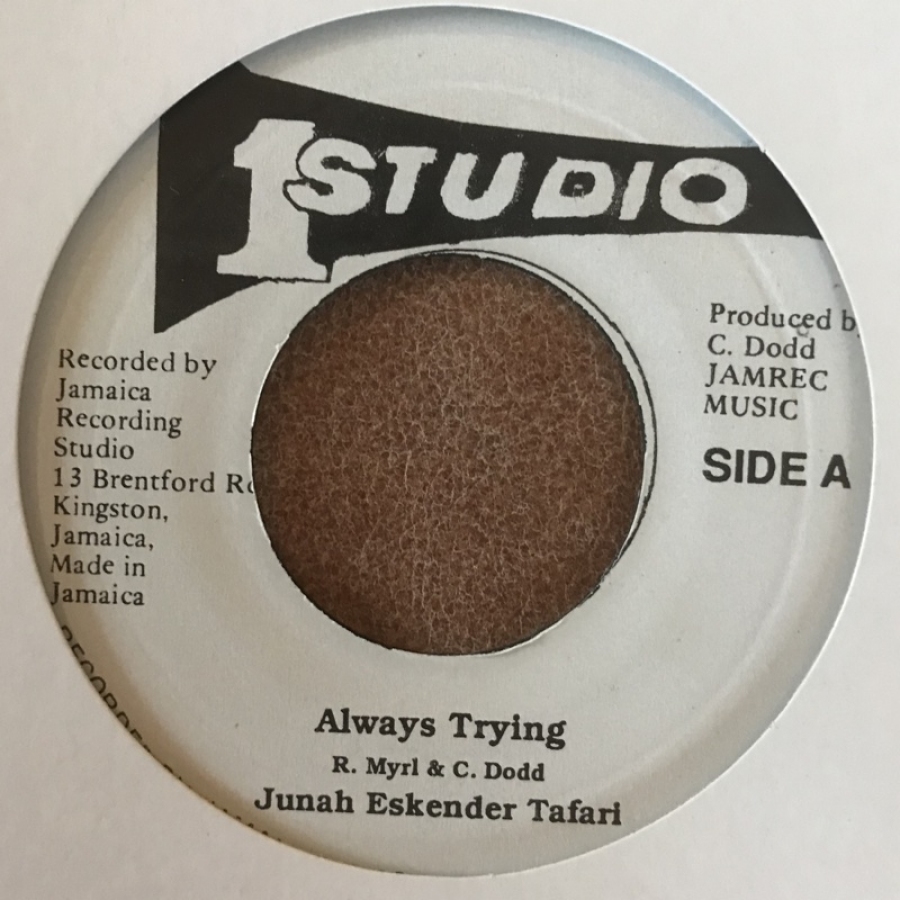 1 STUDIO
Produced b
C. Dodd
JAMREC
MUSIC
SIDE A
Recorded by
Jamaica
Recording
Studio
13 Brentford R
Kingston,
Jamaica,
Made in
Jamaica
Always Trying
R. Myrl & C. Dodd
Junah Eskender Tafari